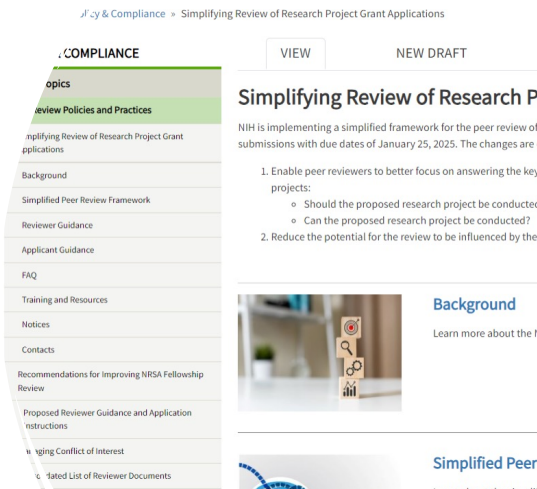 & Compliance » Simplifying Review of Research Project Grant Applications
COMPLIANCE
VIEW
NEW DRAFT
Review Policies and Practices
Review of Research Project Grant
Background
Simplified Peer Review Framework
Reviewer Guidance
Applicant Guidance
FAQ
Training and Resources
Notices
Contacts
Recommendations for Improving NRSA Fellowship
Review
Proposed Reviewer Guidance and Application
Conflict of Interest
List of Reviewer Documents
Simplifying Review of Research P
NIH is implementing a simplified framework for the peer review of
submissions with due dates of January 25, 2025. The changes are
1. Enable peer reviewers to better focus on answering the key
projects:
Should the proposed research project be conducted
Can the proposed research project be conducted?
2. Reduce the potential for the review to be influenced by the
Background
Learn more about the
Simplified Peer